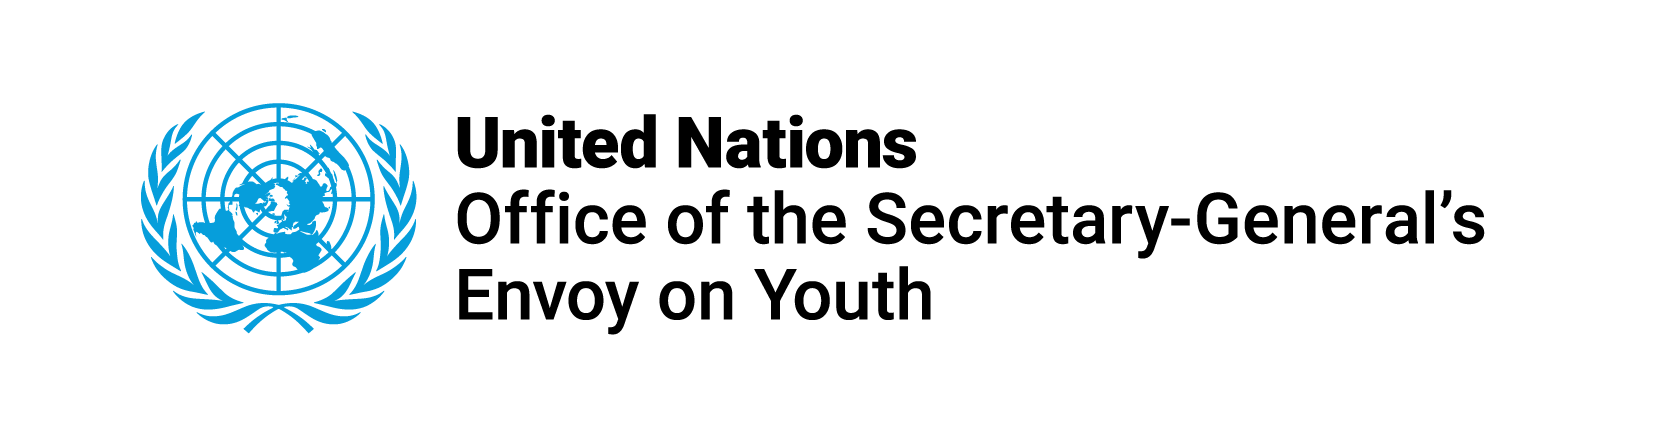 United Nations
Office of the Secretary-General’s
Envoy on Youth